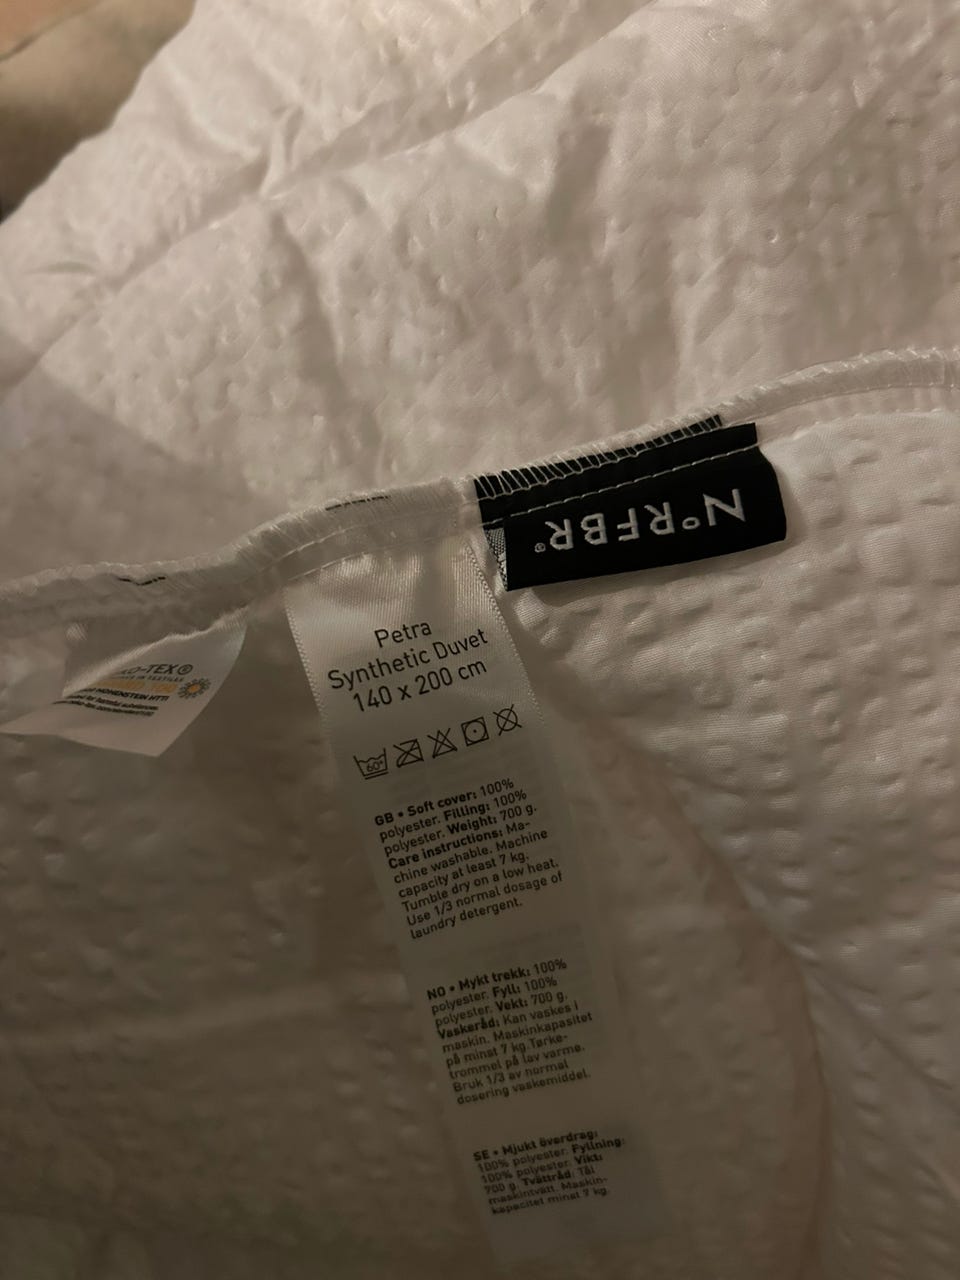 N°RFBR®
Petra
Synthetic Duvet
140 x 200 cm
60°
GB • Soft cover: 100%
polyester. Filling: 100%
polyester. Weight: 700 g.
Care instructions: Ma-
chine washable. Machine
capacity at least 7 kg.
Tumble dry on a low heat.
Use 1/3 normal dosage of
laundry detergent.
NO • Mykt trekk: 100%
polyester. Fyll: 100%
polyester. Vekt: 700 g.
Vaskeråd: Kan vaskes i
maskin. Maskinkapasitet
på minst 7 kg.Tørke-
trommel på lav varme.
Bruk 1/3 av normal
dosering vaskemiddel.
SE • Mjukt överdrag:
100% polyester. Fyllning:
100% polyester. Vikt:
700 g. Tvättråd: Tål
maskintvätt. Maskin-
kapacitet minst 7 kg.
-TEX®
HOHENSTEIN HTTI